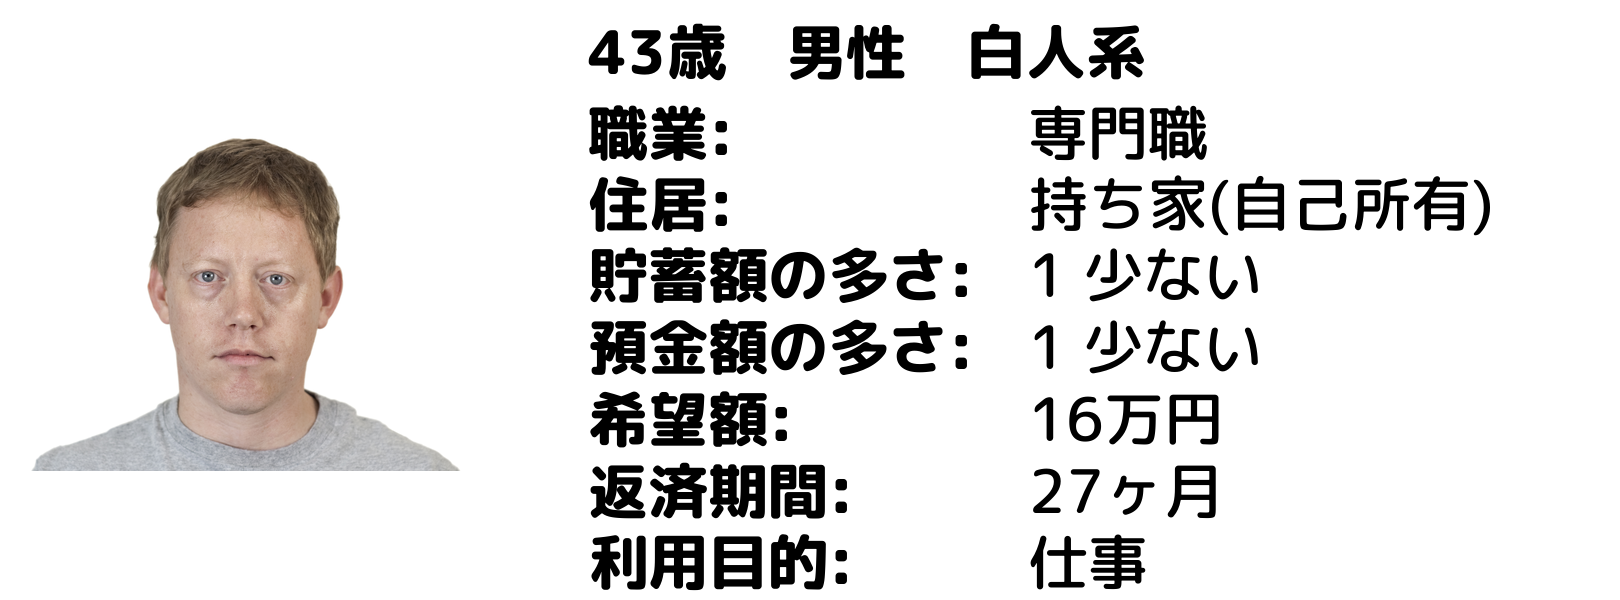 43歳　男性　白人系
職業: 専門職
住居: 持ち家(自己所有)
貯蓄額の多さ: 1 少ない
預金額の多さ: 1 少ない
希望額: 16万円
返済期間: 27ヶ月
利用目的: 仕事